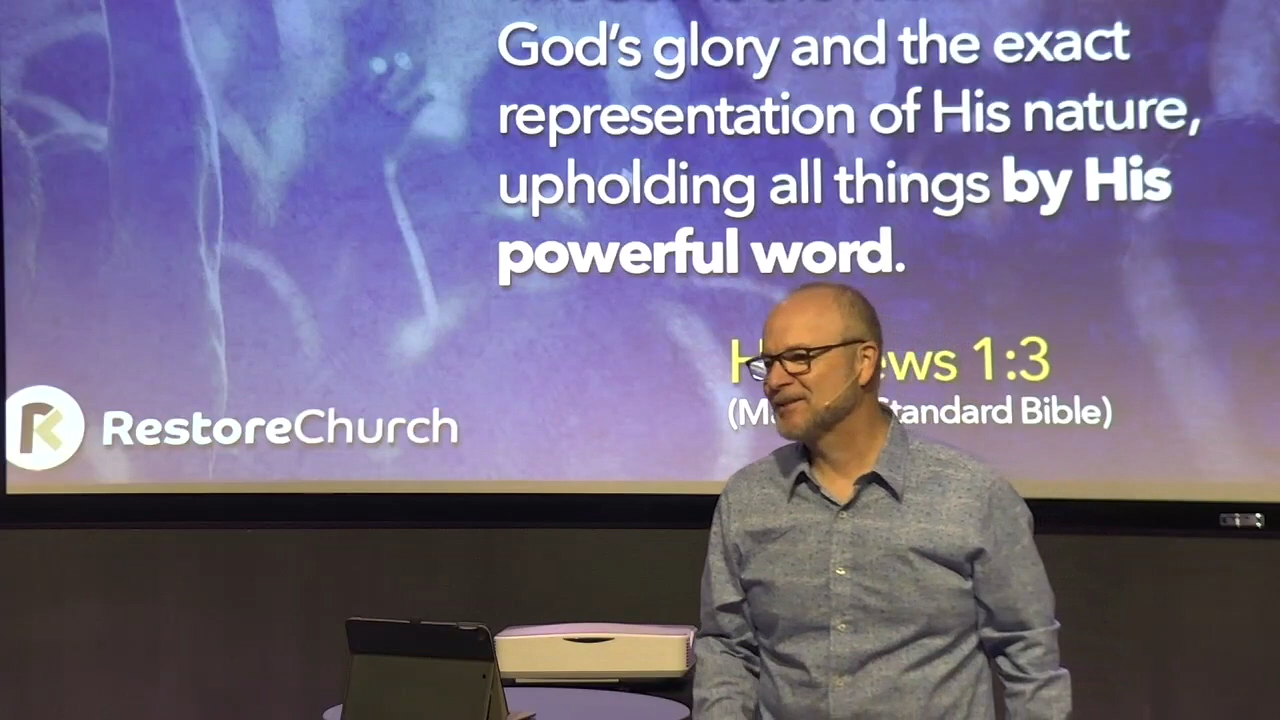 God's glory and the exact
representation of His nature,
upholding all things by His
powerful word.
ews 1:3
Standard Bible)
RestoreChurch